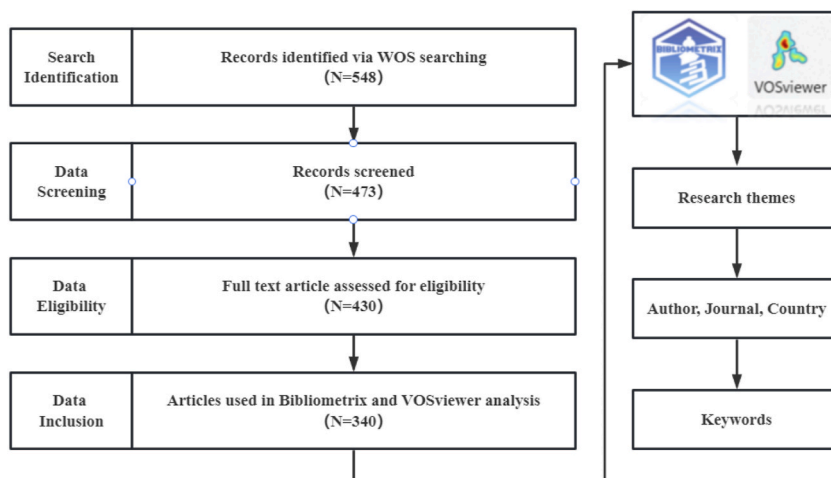 Search
Identification
Records identified via WOS searching
(N=548)
Data
Screening
Records screened
(N=473)
Data
Eligibility
Full text article assessed for eligibility
(N=430)
Data
Inclusion
Articles used in Bibliometrix and VOSviewer analysis
(N=340)
BIBLIOMETRIX
VOSviewer
Research themes
Author, Journal, Country
Keywords